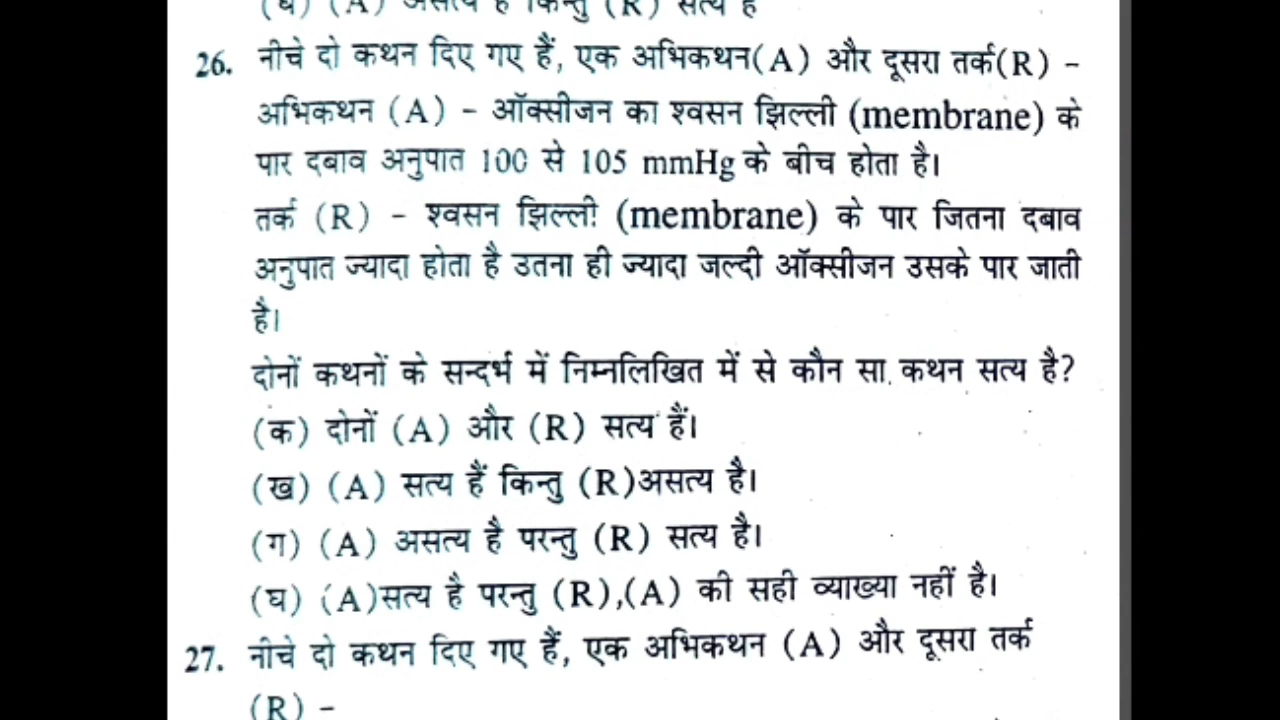 (घ) (A) असत्य है किन्तु (R) सत्य है
26. नीचे दो कथन दिए गए हैं, एक अभिकथन(A) और दूसरा तर्क(R) -
अभिकथन (A) - ऑक्सीजन का श्वसन झिल्ली (membrane) के
पार दबाव अनुपात 100 से 105 mmHg के बीच होता है।
तर्क (R) - श्वसन झिल्ली (membrane) के पार जितना दबाव
अनुपात ज्यादा होता है उतना ही ज्यादा जल्दी ऑक्सीजन उसके पार जाती
है।
दोनों कथनों के सन्दर्भ में निम्नलिखित में से कौन सा कथन सत्य है?
(क) दोनों (A) और (R) सत्य हैं।
(ख) (A) सत्य हैं किन्तु (R)असत्य है।
(ग) (A) असत्य है परन्तु (R) सत्य है।
(घ) (A)सत्य है परन्तु (R),(A) की सही व्याख्या नहीं है।
27. नीचे दो कथन दिए गए हैं, एक अभिकथन (A) और दूसरा तर्क
(R) -